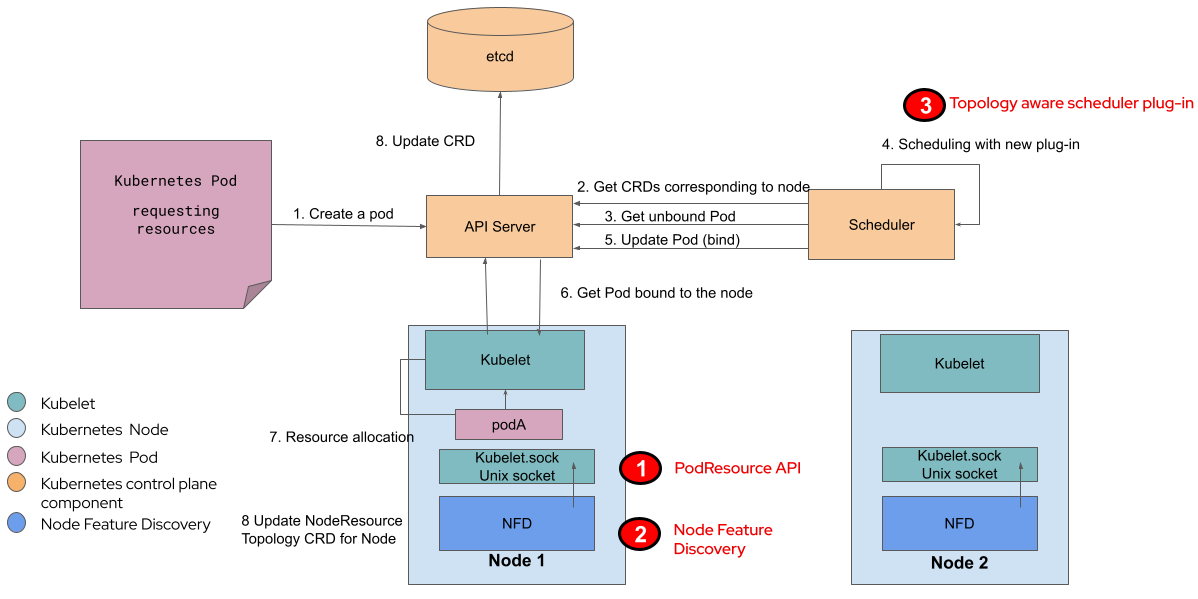 etcd
3
Topology aware scheduler plug-in
8. Update CRD
4. Scheduling with new plug-in
Kubernetes Pod
requesting
resources
2. Get CRDs corresponding to node
1. Create a pod
API Server
3. Get unbound Pod
Scheduler
5. Update Pod (bind)
6. Get Pod bound to the node
Kubelet
Kubelet
Kubelet
Kubernetes  Node
podA
7. Resource allocation
Kubernetes  Pod
Kubelet.sock
Unix socket
1
PodResource API
Kubelet.sock
Unix socket
Kubernetes control plane
component
Node Feature Discovery
8 Update NodeResource
Topology CRD for Node
NFD
2
Node Feature
Discovery
NFD
Node 1
Node 2